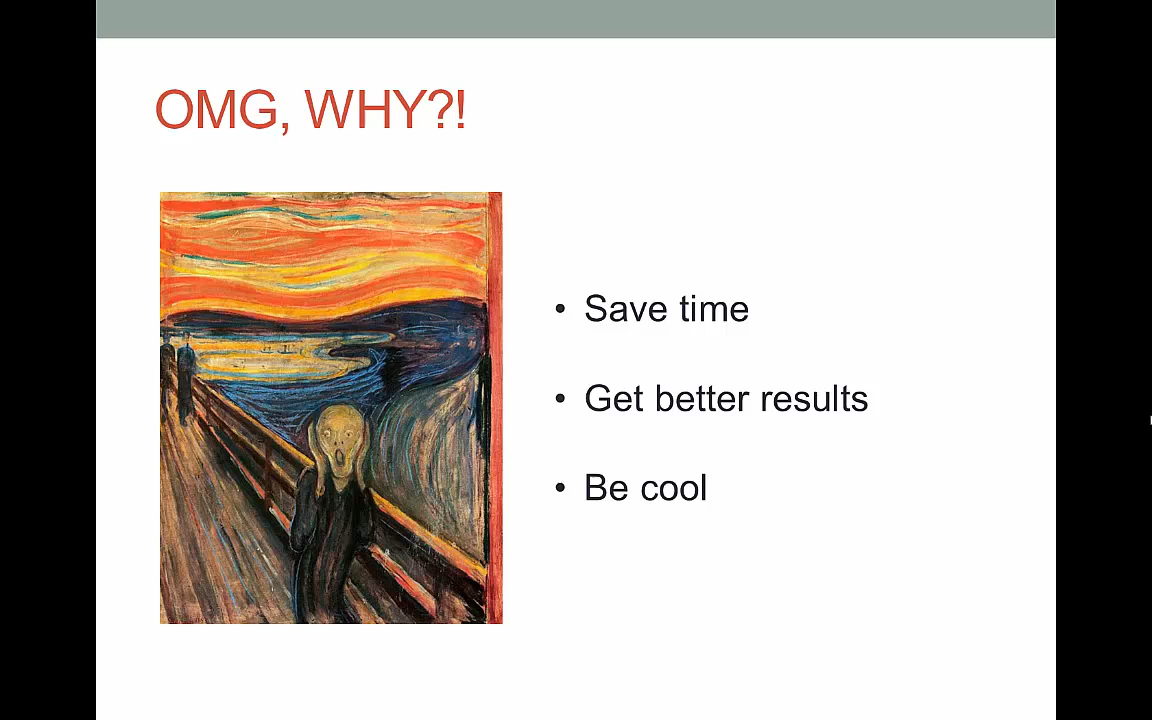 OMG, WHY?!
• Save time
• Get better results
• Be cool